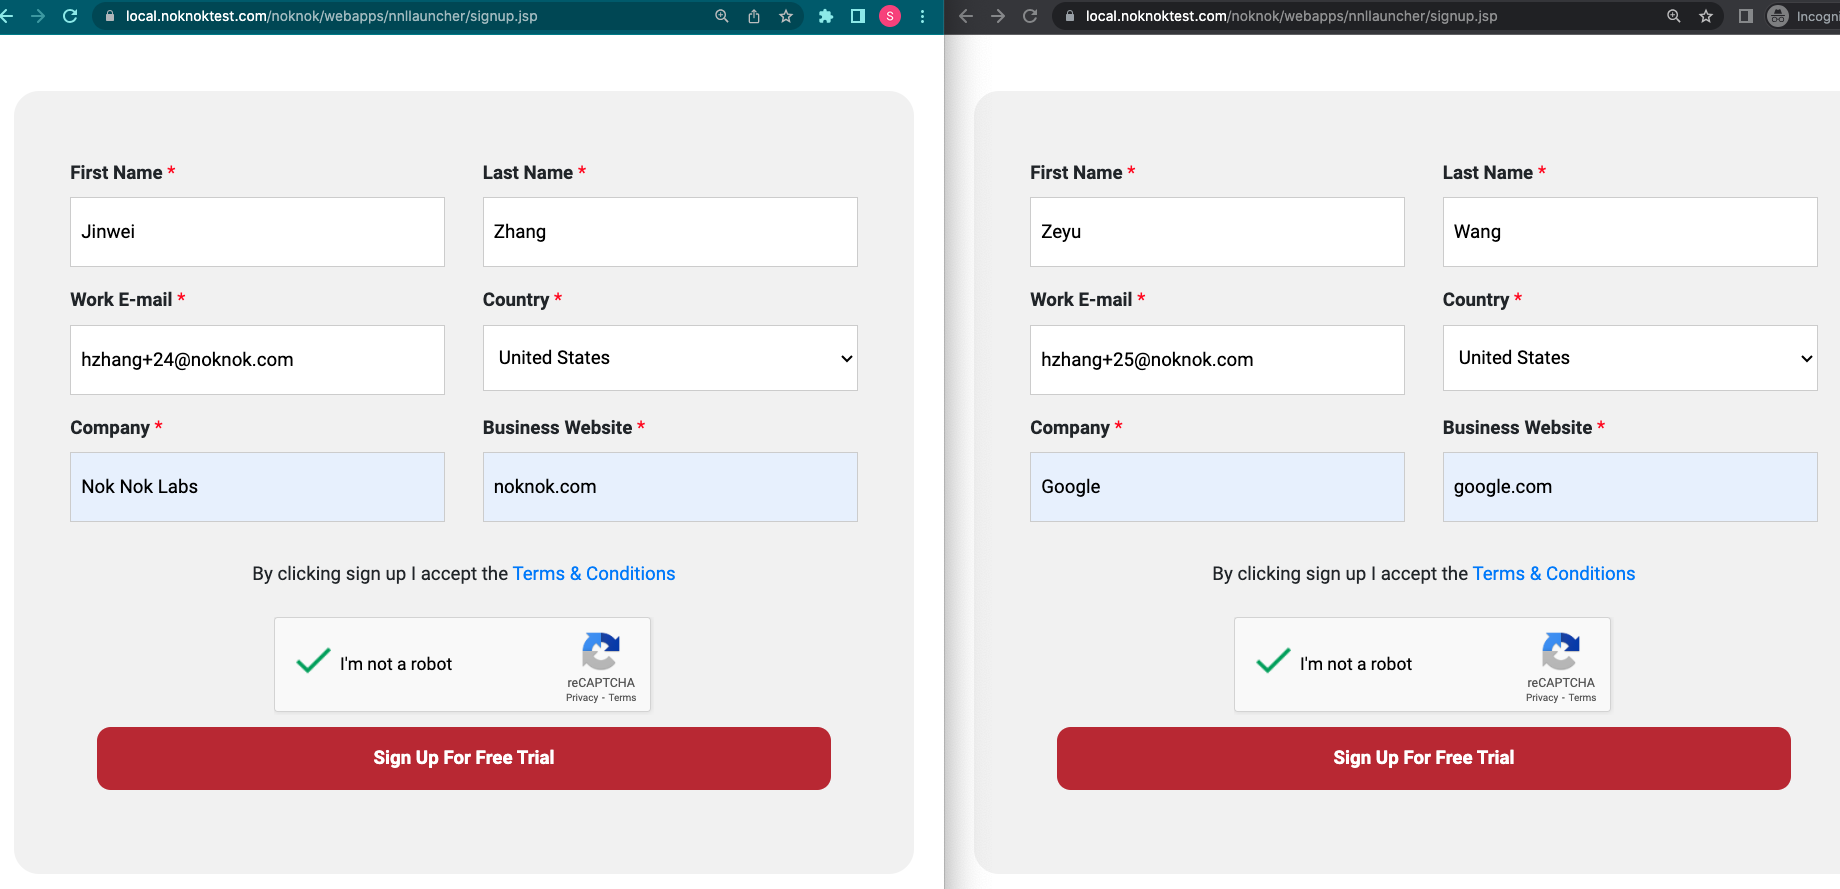 local.noknoktest.com/noknok/webapps/nnllauncher/signup.jsp
S
First Name *
Last Name *
Jinwei
Zhang
Work E-mail *
Country *
hzhang+24@noknok.com
United States
Company *
Business Website *
Nok Nok Labs
noknok.com
By clicking sign up I accept the Terms & Conditions
I'm not a robot
reCAPTCHA
Privacy - Terms
Sign Up For Free Trial
local.noknoktest.com/noknok/webapps/nnllauncher/signup.jsp
Incogni
First Name *
Last Name *
Zeyu
Wang
Work E-mail *
Country *
hzhang+25@noknok.com
United States
Company *
Business Website *
Google
google.com
By clicking sign up I accept the Terms & Conditions
I'm not a robot
reCAPTCHA
Privacy - Terms
Sign Up For Free Trial